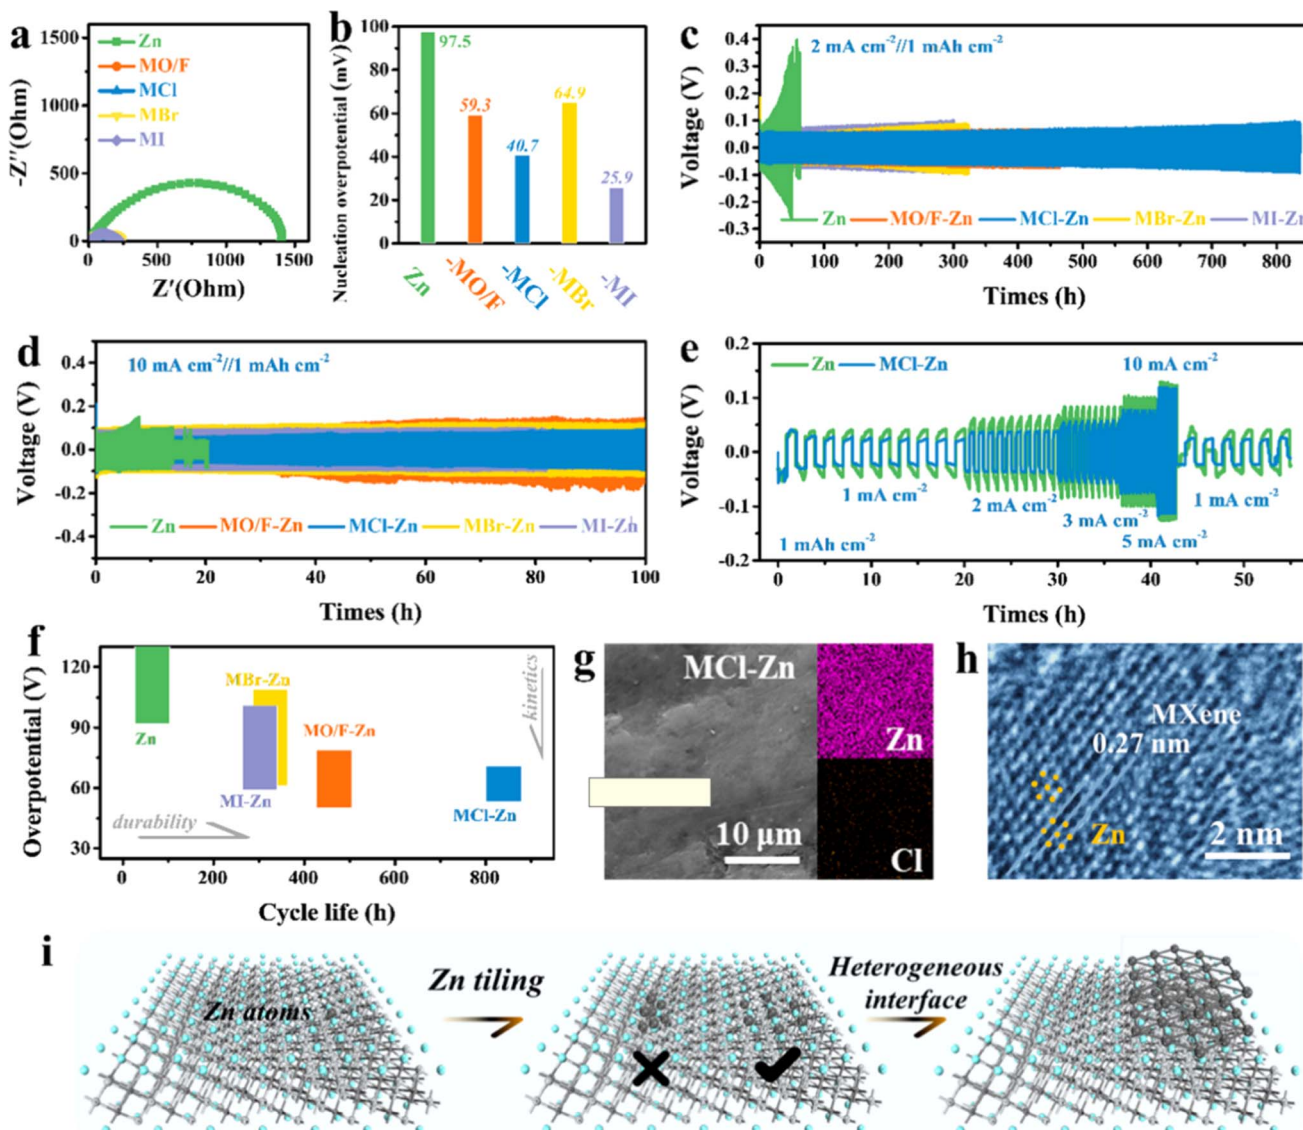 a
1500
1000
500
0
-Z″(Ohm)
Zn
MO/F
MCl
MBr
MI
0 500 1000 1500
Z′(Ohm)
b
100
80
60
40
20
0
Nucleation overpotential (mV)
97.5
59.3
40.7
64.9
25.9
Zn
-MO/F
-MCl
-MBr
-MI
c
0.4
0.3
0.2
0.1
0.0
-0.1
-0.2
-0.3
Voltage (V)
2 mA cm⁻²//1 mAh cm⁻²
Zn MO/F-Zn MCl-Zn MBr-Zn MI-Zn
0 100 200 300 400 500 600 700 800
Times (h)
d
0.4
0.2
0.0
-0.2
-0.4
Voltage (V)
10 mA cm⁻²//1 mAh cm⁻²
Zn MO/F-Zn MCl-Zn MBr-Zn MI-Zn
0 20 40 60 80 100
Times (h)
e
0.2
0.1
0.0
-0.1
-0.2
Voltage (V)
Zn MCl-Zn
10 mA cm⁻²
1 mA cm⁻²
2 mA cm⁻²
3 mA cm⁻²
5 mA cm⁻²
1 mA cm⁻²
1 mAh cm⁻²
0 10 20 30 40 50
Times (h)
f
120
90
60
30
Overpotential (V)
Zn
MBr-Zn
MI-Zn
MO/F-Zn
MCl-Zn
durability
kinetics
0 200 400 600 800
Cycle life (h)
g
MCl-Zn
10 μm
Zn
Cl
h
MXene
0.27 nm
Zn
2 nm
i
Zn atoms
Zn tiling
Heterogeneous
interface